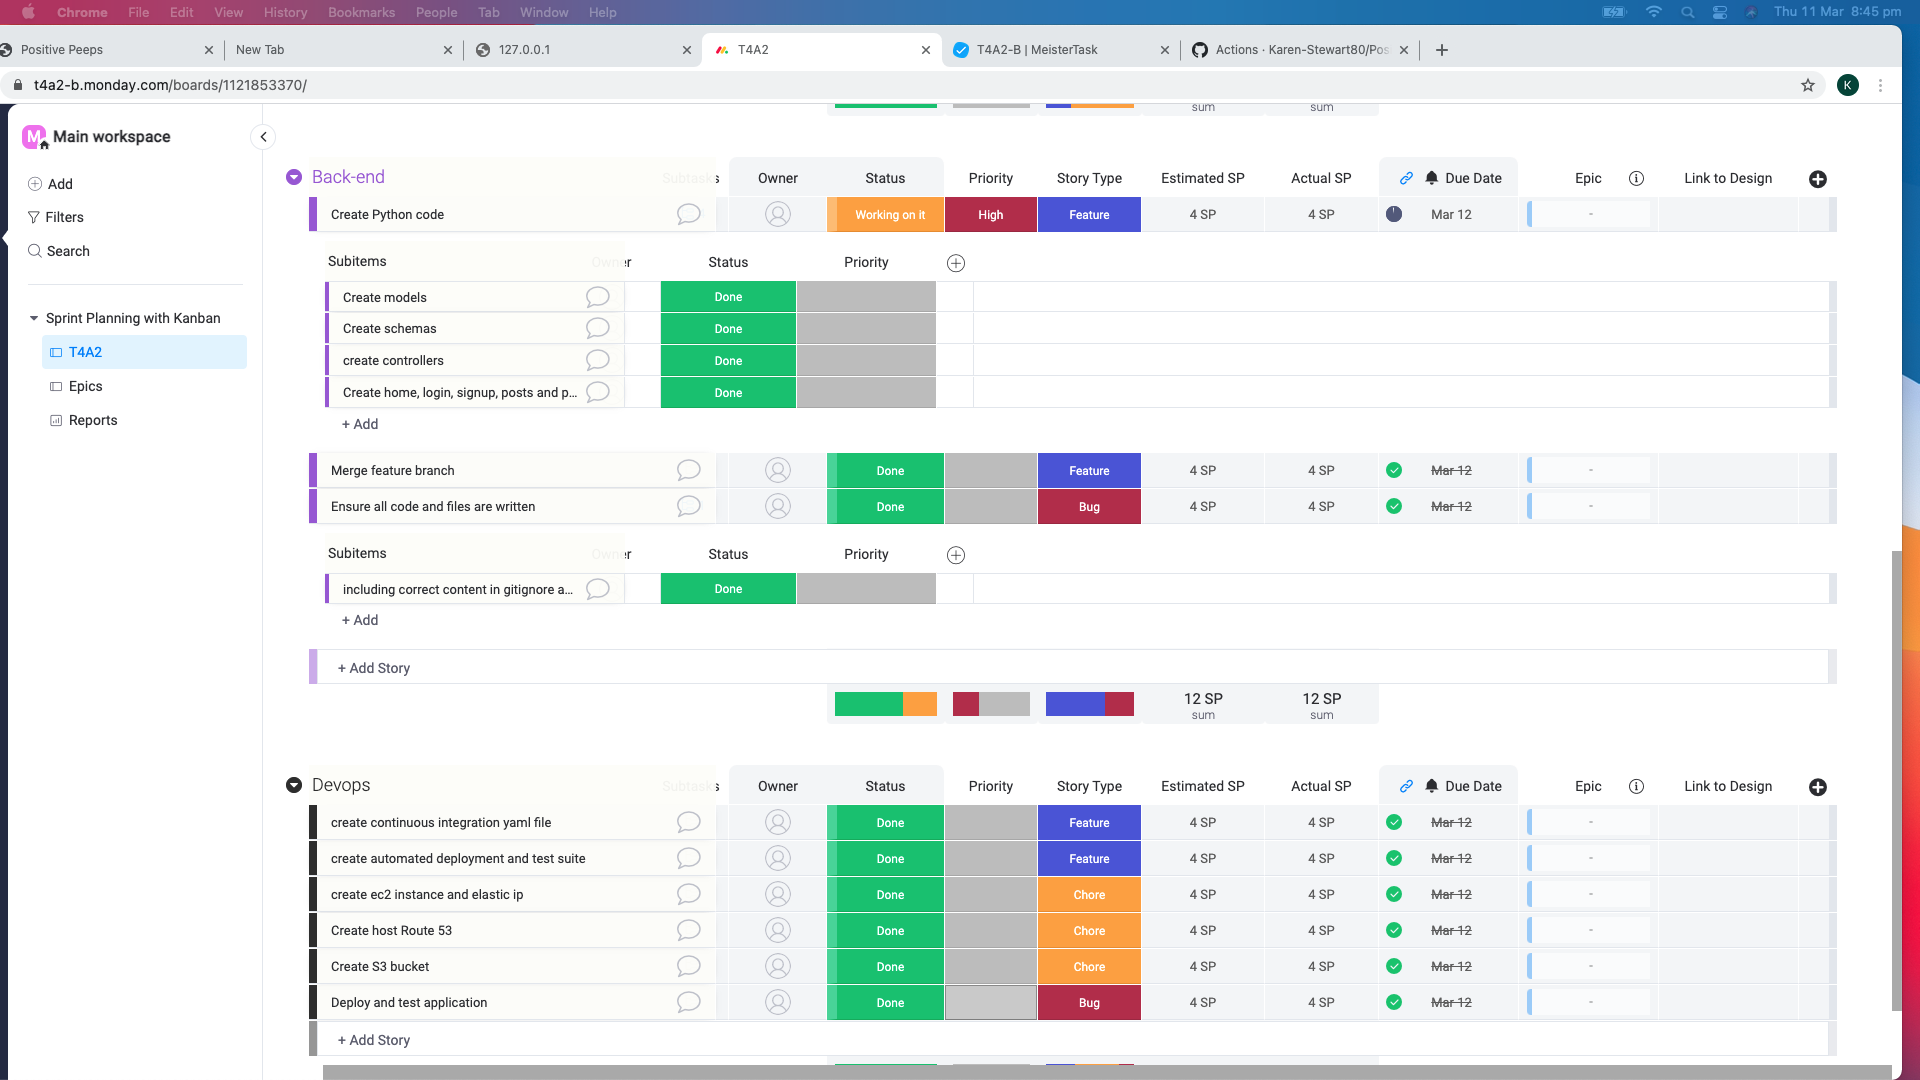 Chrome File Edit View History Bookmarks People Tab Window Help Thu 11 Mar 8:45 pm
Positive Peeps New Tab 127.0.0.1 T4A2 T4A2-B | MeisterTask Actions · Karen-Stewart80/Pos
t4a2-b.monday.com/boards/1121853370/ K
M Main workspace
Add
Filters
Search
Sprint Planning with Kanban
T4A2
Epics
Reports
sum sum
Back-end Subtasks Owner Status Priority Story Type Estimated SP Actual SP Due Date Epic Link to Design
Create Python code Working on it High Feature 4 SP 4 SP Mar 12 -
Subitems Owner Status Priority
Create models Done
Create schemas Done
create controllers Done
Create home, login, signup, posts and p... Done
+ Add
Merge feature branch Done Feature 4 SP 4 SP Mar 12 -
Ensure all code and files are written Done Bug 4 SP 4 SP Mar 12 -
Subitems Owner Status Priority
including correct content in gitignore a... Done
+ Add
+ Add Story
12 SP 12 SP
sum sum
Devops Subtasks Owner Status Priority Story Type Estimated SP Actual SP Due Date Epic Link to Design
create continuous integration yaml file Done Feature 4 SP 4 SP Mar 12 -
create automated deployment and test suite Done Feature 4 SP 4 SP Mar 12 -
create ec2 instance and elastic ip Done Chore 4 SP 4 SP Mar 12 -
Create host Route 53 Done Chore 4 SP 4 SP Mar 12 -
Create S3 bucket Done Chore 4 SP 4 SP Mar 12 -
Deploy and test application Done Bug 4 SP 4 SP Mar 12 -
+ Add Story